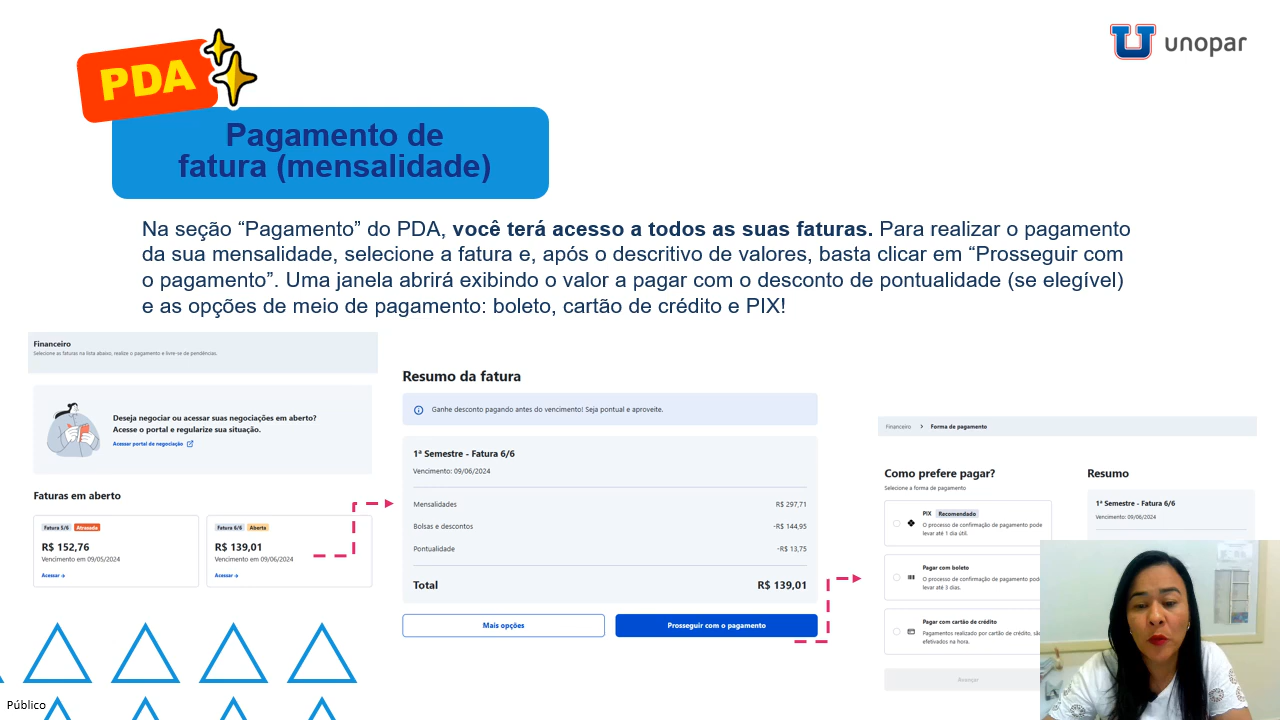 PDA
unopar
Pagamento de
fatura (mensalidade)
Na seção “Pagamento” do PDA, você terá acesso a todos as suas faturas. Para realizar o pagamento
da sua mensalidade, selecione a fatura e, após o descritivo de valores, basta clicar em “Prosseguir com
o pagamento”. Uma janela abrirá exibindo o valor a pagar com o desconto de pontualidade (se elegível)
e as opções de meio de pagamento: boleto, cartão de crédito e PIX!
Financeiro
Selecione as faturas na lista abaixo, realize o pagamento e livre-se de pendências.
Deseja negociar ou acessar suas negociações em aberto?
Acesse o portal e regularize sua situação.
Acessar portal de negociação
Faturas em aberto
Fatura 5/6 Atrasada
R$ 152,76
Vencimento em 09/05/2024
Acessar
Fatura 6/6 Aberta
R$ 139,01
Vencimento em 09/06/2024
Acessar
Resumo da fatura
Ganhe desconto pagando antes do vencimento! Seja pontual e aproveite.
1º Semestre - Fatura 6/6
Vencimento: 09/06/2024
Mensalidades R$ 297,71
Bolsas e descontos -R$ 144,95
Pontualidade -R$ 13,75
Total R$ 139,01
Mais opções
Prosseguir com o pagamento
Financeiro > Forma de pagamento
Como prefere pagar?
Selecione a forma de pagamento
PIX Recomendado
O processo de confirmação de pagamento pode
levar até 1 dia útil.
Pagar com boleto
O processo de confirmação de pagamento pode
levar até 3 dias.
Pagar com cartão de crédito
Pagamentos realizado por cartão de crédito, são
efetivados na hora.
Avançar
Resumo
1º Semestre - Fatura 6/6
Vencimento: 09/06/2024
Público